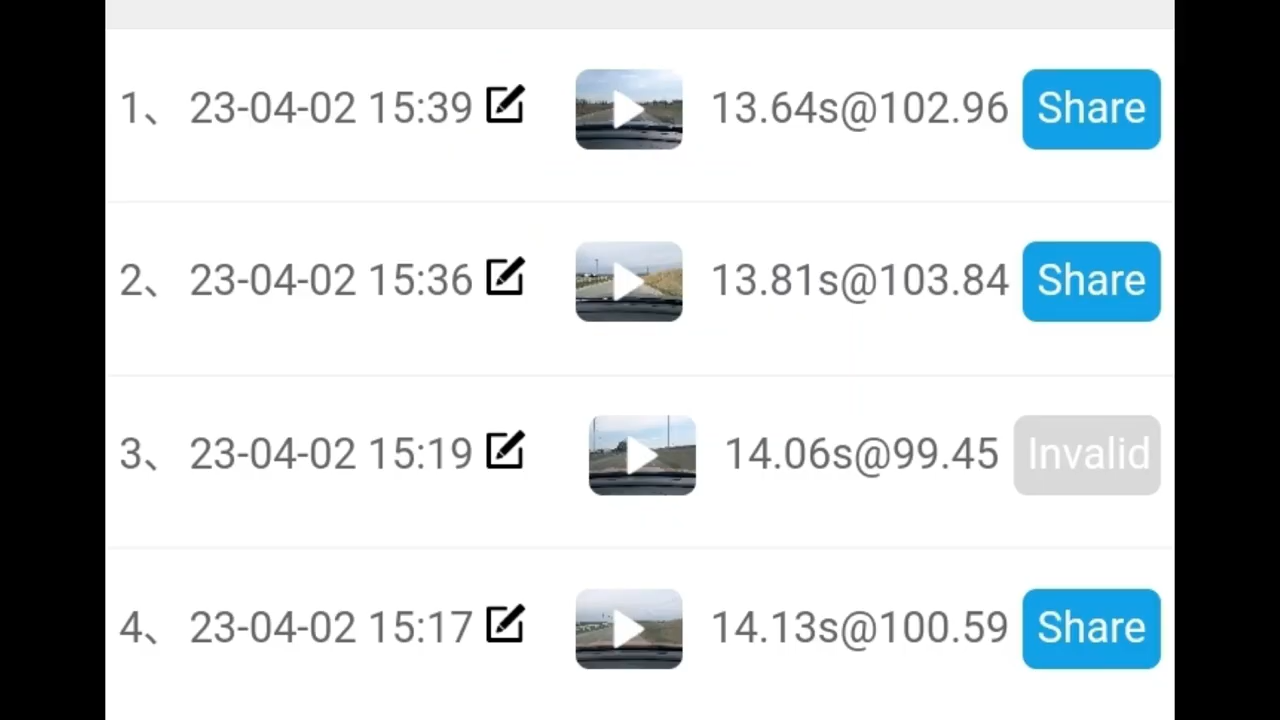 1、 23-04-02 15:39 13.64s@102.96 Share
2、 23-04-02 15:36 13.81s@103.84 Share
3、 23-04-02 15:19 14.06s@99.45 Invalid
4、 23-04-02 15:17 14.13s@100.59 Share